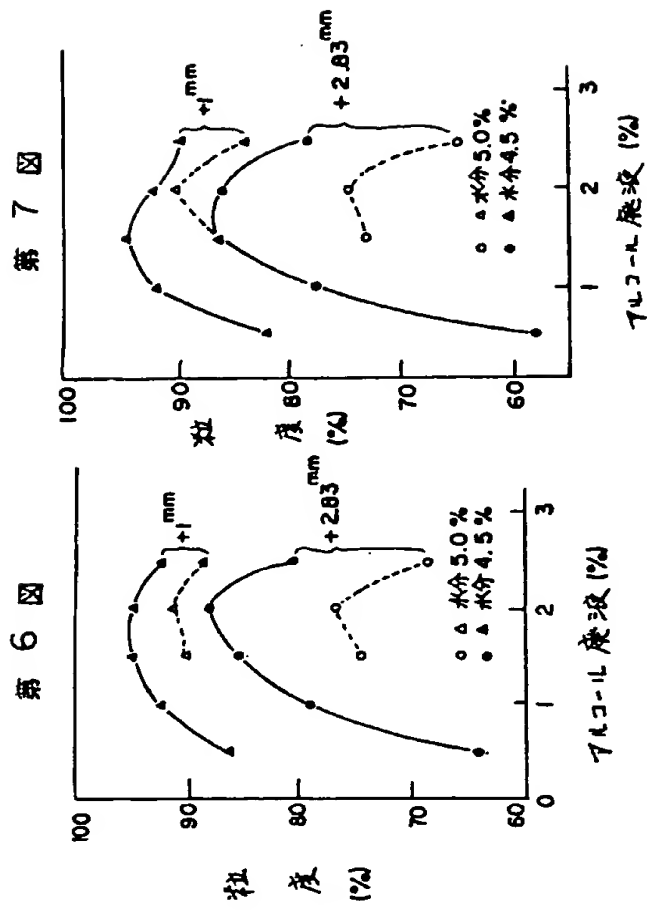 第 6 図
100
90
80
70
60
粒 度 (%)
+1mm
+2.83mm
○ △ 水分 5.0%
● ▲ 水分 4.5%
0
1
2
3
アルコール 廃液 (%)
第 7 図
100
90
80
70
60
粒 度 (%)
+1mm
+2.83mm
○ △ 水分 5.0%
● ▲ 水分 4.5%
1
2
3
アルコール 廃液 (%)